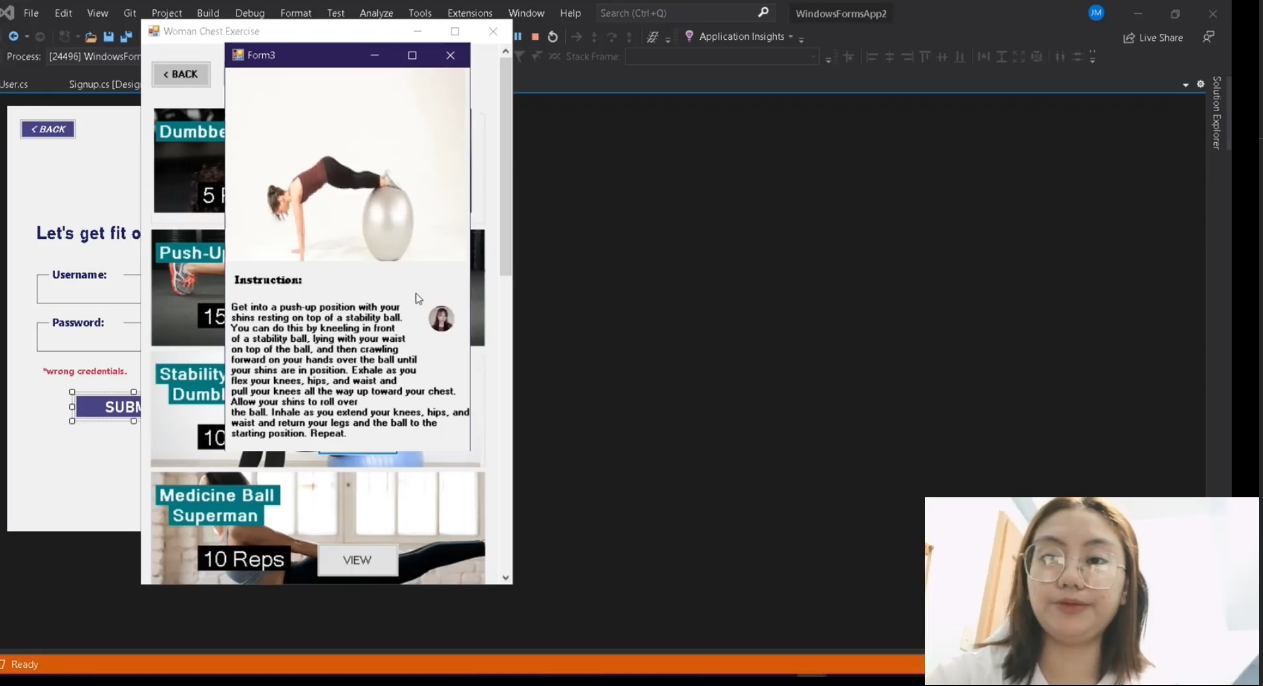 File Edit View Git Project Build Debug Format Test Analyze Tools Extensions Window Help Search (Ctrl+Q) WindowsFormsApp2 JM
Application Insights
Live Share
Process: [24496] WindowsForm
Stack Frame:
User.cs Signup.cs [Design
Solution Explorer
< BACK
Let's get fit o
Username:
Password:
*wrong credentials.
SUBM
Woman Chest Exercise
< BACK
Dumbbe
5
Push-U
15
Stability
Dumbl
10
Medicine Ball
Superman
10 Reps
VIEW
Form3
Instruction:
Get into a push-up position with your
shins resting on top of a stability ball.
You can do this by kneeling in front
of a stability ball, lying with your waist
on top of the ball, and then crawling
forward on your hands over the ball until
your shins are in position. Exhale as you
flex your knees, hips, and waist and
pull your knees all the way up toward your chest.
Allow your shins to roll over
the ball. Inhale as you extend your knees, hips, and
waist and return your legs and the ball to the
starting position. Repeat.
Ready